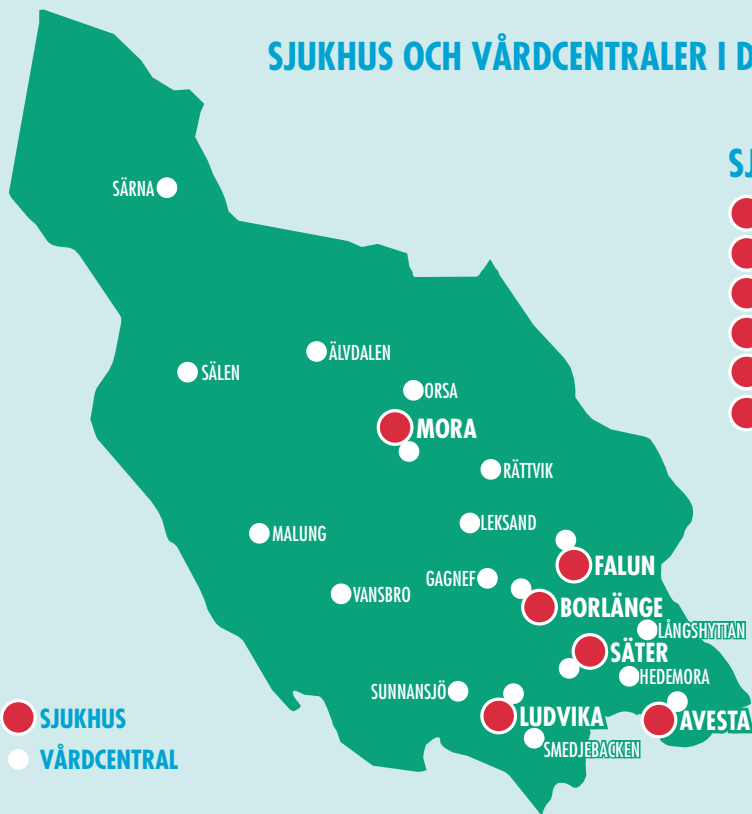 SJUKHUS OCH VÅRDCENTRALER I D
SJ
SÄRNA
ÄLVDALEN
SÄLEN
ORSA
MORA
RÄTTVIK
LEKSAND
MALUNG
FALUN
GAGNEF
VANSBRO
BORLÄNGE
LÅNGSHYTTAN
SÄTER
HEDEMORA
SUNNANSJÖ
LUDVIKA
AVESTA
SMEDJEBACKEN
SJUKHUS
VÅRDCENTRAL